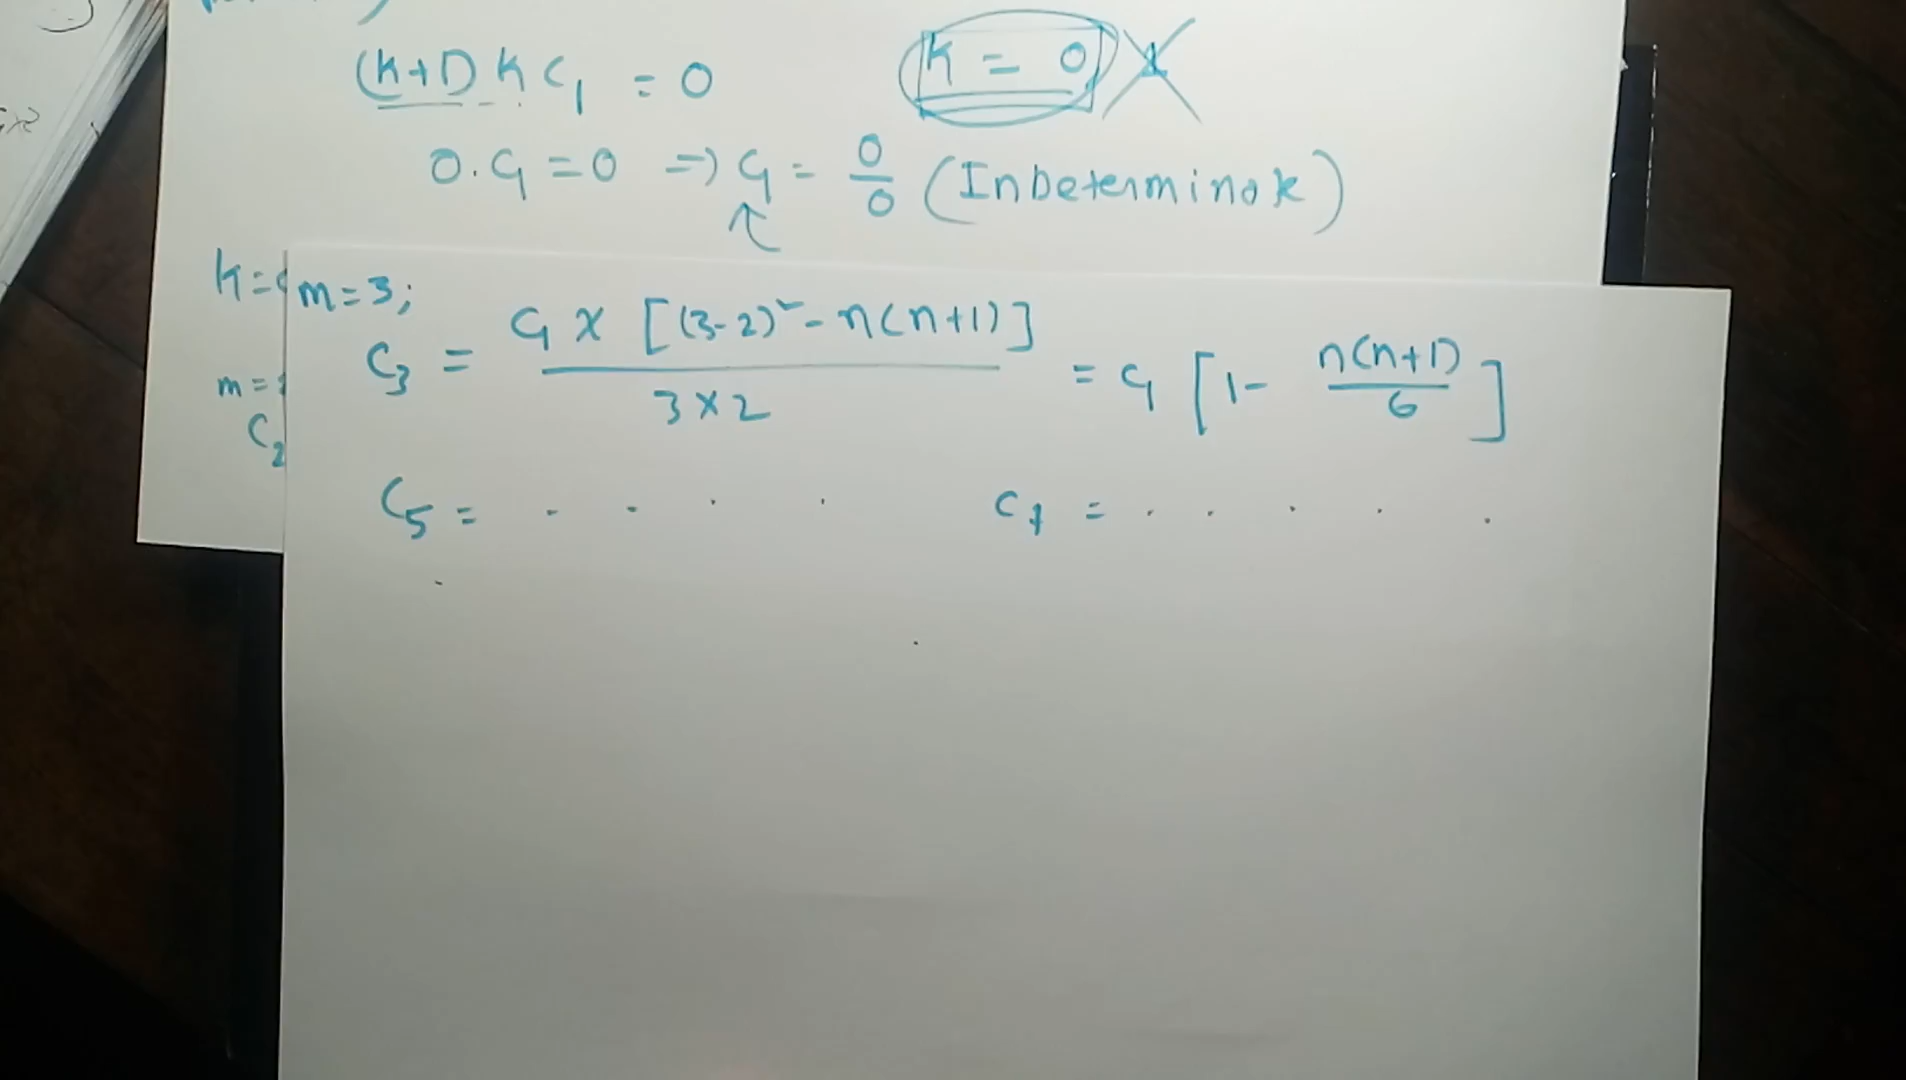 (k+1) k C₁ = 0 k = 0
0·C₁ = 0 => C₁ = 0/0 (Indeterminate)
k =
m = 3;
C₃ = C₁ x [(3-2)² - n(n+1)] / 3x2 = C₁ [1 - n(n+1)/6]
m =
C₂
C₅ = . . . . C₇ = . . . . .